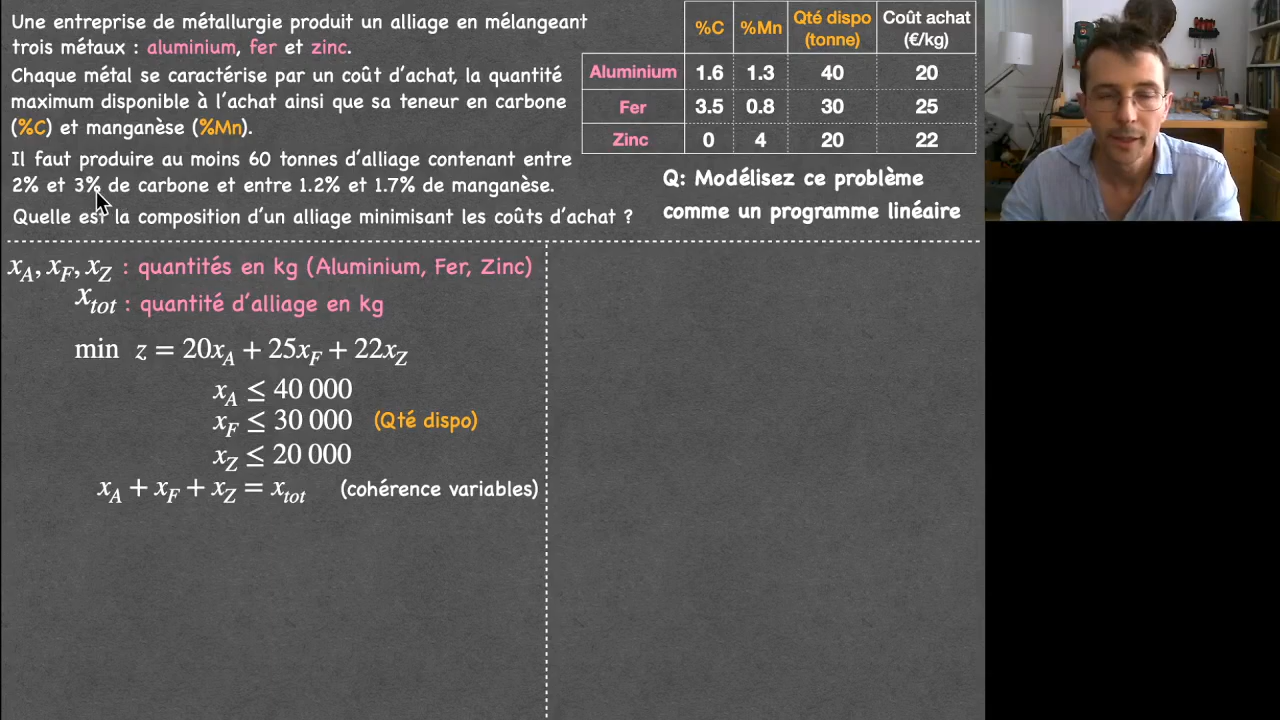 Une entreprise de métallurgie produit un alliage en mélangeant
trois métaux : aluminium, fer et zinc.
Chaque métal se caractérise par un coût d'achat, la quantité
maximum disponible à l'achat ainsi que sa teneur en carbone
(%C) et manganèse (%Mn).
Il faut produire au moins 60 tonnes d'alliage contenant entre
2% et 3% de carbone et entre 1.2% et 1.7% de manganèse.
Quelle est la composition d'un alliage minimisant les coûts d'achat ?
%C %Mn Qté dispo (tonne) Coût achat (€/kg)
Aluminium 1.6 1.3 40 20
Fer 3.5 0.8 30 25
Zinc 0 4 20 22
Q: Modélisez ce problème
comme un programme linéaire
x_A, x_F, x_Z : quantités en kg (Aluminium, Fer, Zinc)
x_tot : quantité d'alliage en kg
min z = 20x_A + 25x_F + 22x_Z
x_A ≤ 40 000
x_F ≤ 30 000 (Qté dispo)
x_Z ≤ 20 000
x_A + x_F + x_Z = x_tot (cohérence variables)